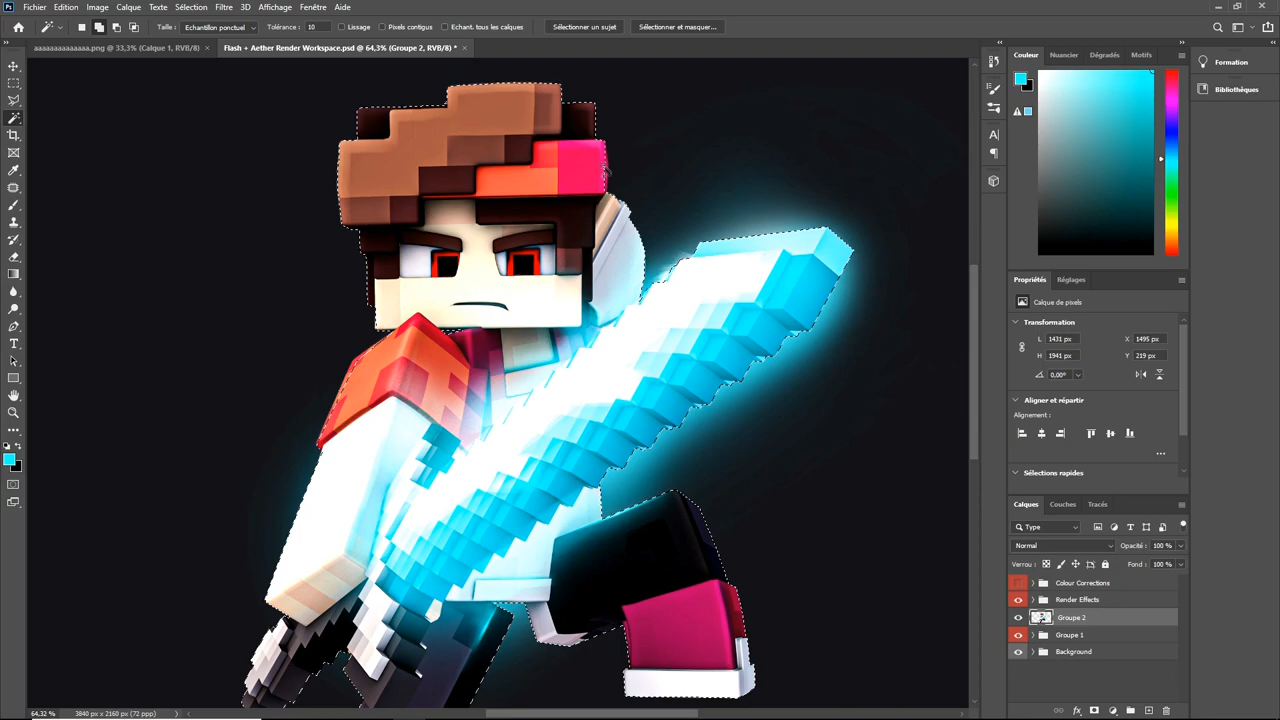 Fichier Edition Image Calque Texte Sélection Filtre 3D Affichage Fenêtre Aide
Taille : Echantillon ponctuel Tolérance : 10 Lissage Pixels contigus Echant. tous les calques Sélectionner un sujet Sélectionner et masquer...
aaaaaaaaaaaaaa.png @ 33,3% (Calque 1, RVB/8) × Flash + Aether Render Workspace.psd @ 64,3% (Groupe 2, RVB/8) * ×
Couleur Nuancier Dégradés Motifs
Formation
Bibliothèques
Propriétés Réglages
Calque de pixels
Transformation
L 1431 px X 1495 px
H 1941 px Y 219 px
0,00°
Aligner et répartir
Alignement :
Sélections rapides
Calques Couches Tracés
Type
Normal Opacité : 100 %
Verrou : Fond : 100 %
Colour Corrections
Render Effects
Groupe 2
Groupe 1
Background
64,32 % 3840 px x 2160 px (72 ppp)